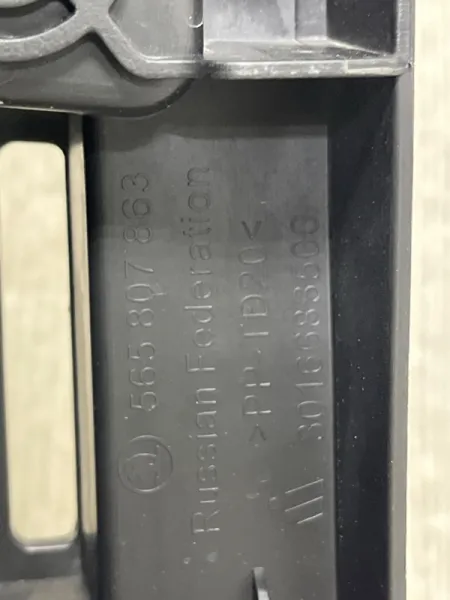 565 807 863
Russian Federation
>PP-TD20<
3016683500